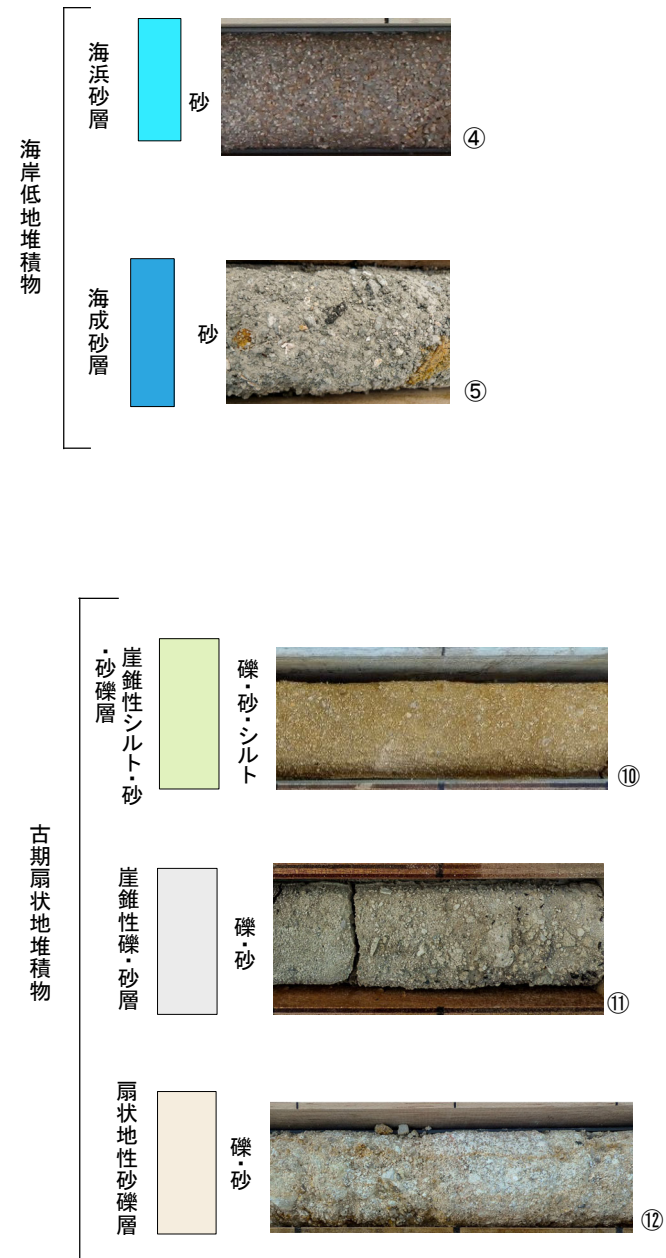 海岸低地堆積物
海浜砂層
砂
④
海成砂層
砂
⑤
古期扇状地堆積物
崖錐性シルト・砂
・砂礫層
礫・砂・シルト
⑩
崖錐性礫・砂層
礫・砂
⑪
扇状地性砂礫層
礫・砂
⑫